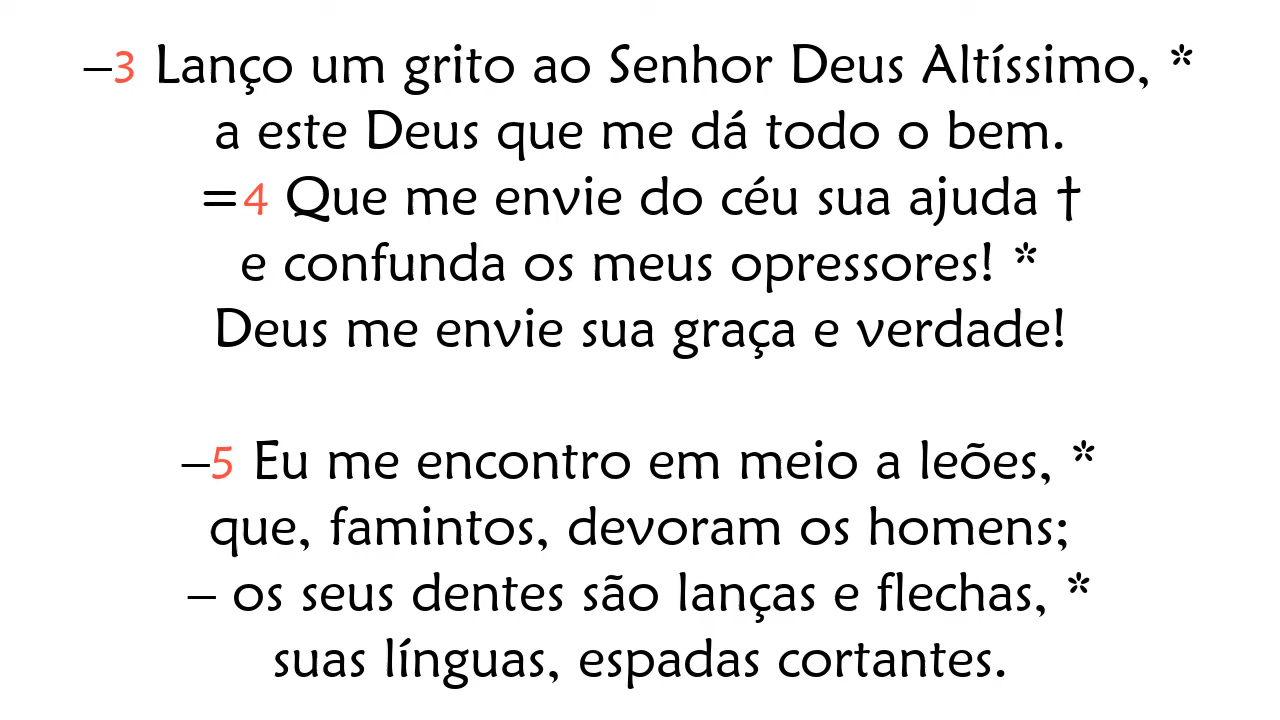 –3 Lanço um grito ao Senhor Deus Altíssimo, *
a este Deus que me dá todo o bem.
=4 Que me envie do céu sua ajuda †
e confunda os meus opressores! *
Deus me envie sua graça e verdade!
–5 Eu me encontro em meio a leões, *
que, famintos, devoram os homens;
– os seus dentes são lanças e flechas, *
suas línguas, espadas cortantes.